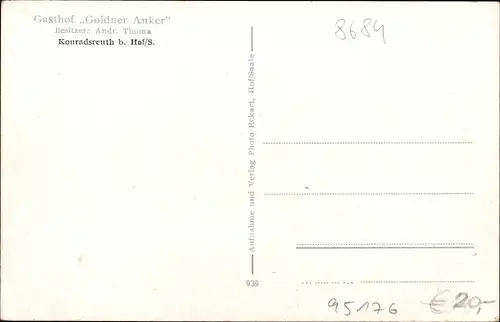 Gasthof „Goldner Anker"
Besitzer: Andr. Thoma
Konradsreuth b. Hof/S.
8684
Aufnahme und Verlag Photo-Eckart, Hof/Saale
939
95176
€ 20,-